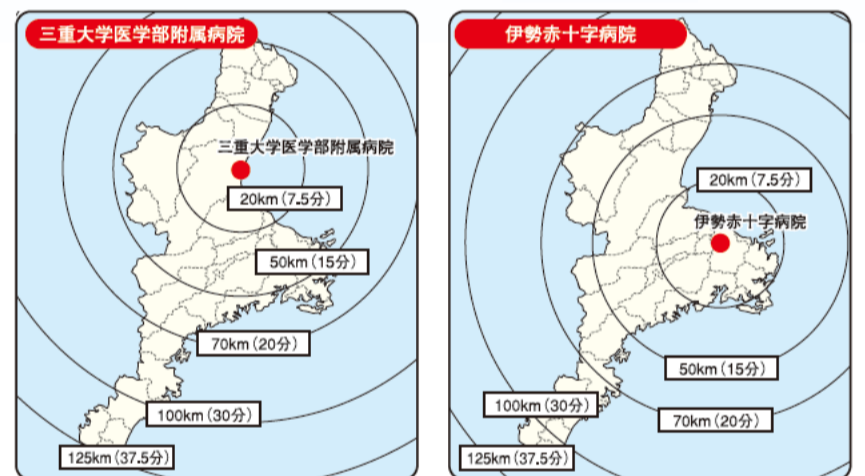 三重大学医学部附属病院
三重大学医学部附属病院
20km（7.5分）
50km（15分）
70km（20分）
100km（30分）
125km（37.5分）
伊勢赤十字病院
20km（7.5分）
伊勢赤十字病院
50km（15分）
100km（30分）
70km（20分）
125km（37.5分）